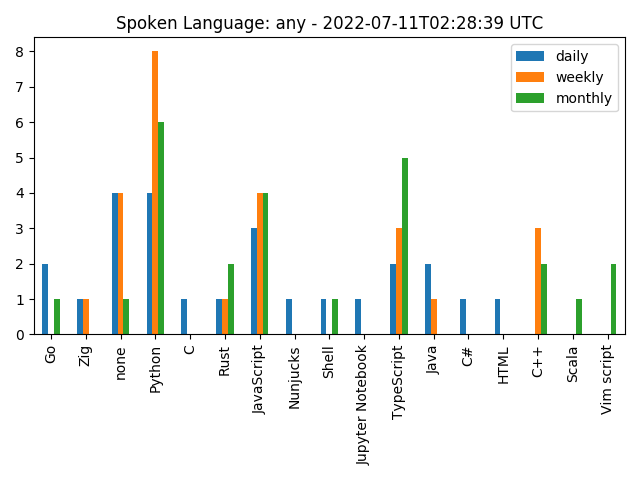 Spoken Language: any - 2022-07-11T02:28:39 UTC
daily
weekly
monthly
8
7
6
5
4
3
2
1
0
Go
Zig
none
Python
C
Rust
JavaScript
Nunjucks
Shell
Jupyter Notebook
TypeScript
Java
C#
HTML
C++
Scala
Vim script